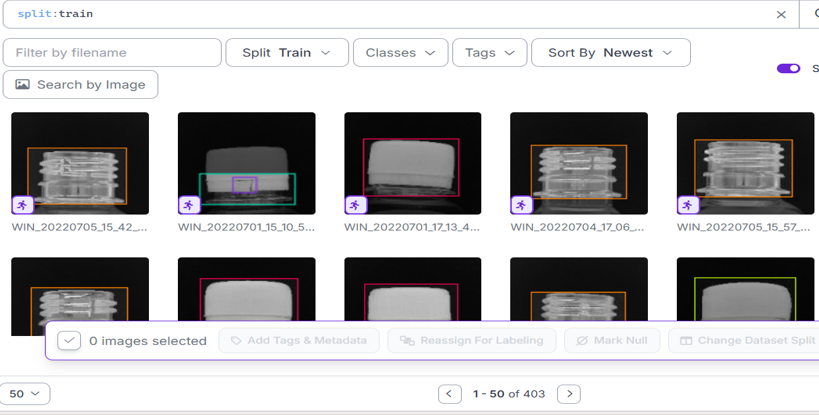 split:train
Filter by filename
Split Train
Classes
Tags
Sort By Newest
Search by Image
WIN_20220705_15_42_...
WIN_20220701_15_10_5...
WIN_20220701_17_13_4...
WIN_20220704_17_06_...
WIN_20220705_15_57_...
0 images selected
Add Tags & Metadata
Reassign For Labeling
Mark Null
Change Dataset Split
50
1 - 50 of 403